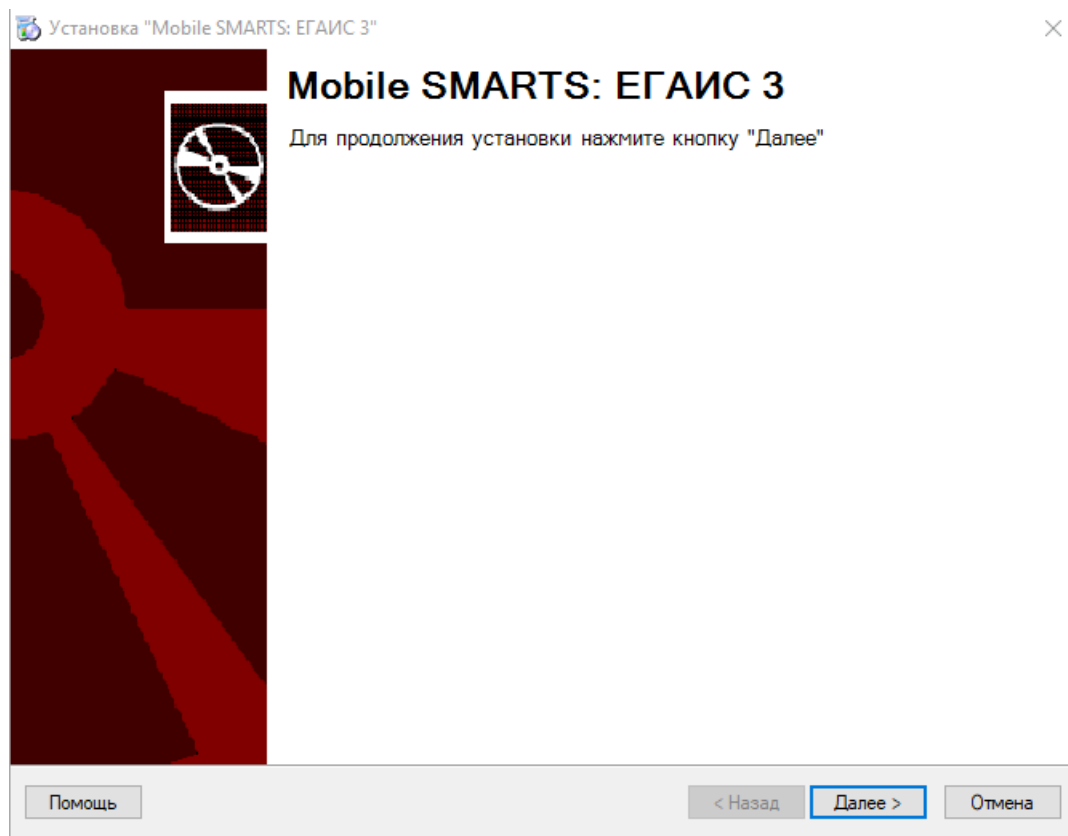 Установка "Mobile SMARTS: ЕГАИС 3"
Mobile SMARTS: ЕГАИС 3
Для продолжения установки нажмите кнопку "Далее"
Помощь
< Назад
Далее >
Отмена